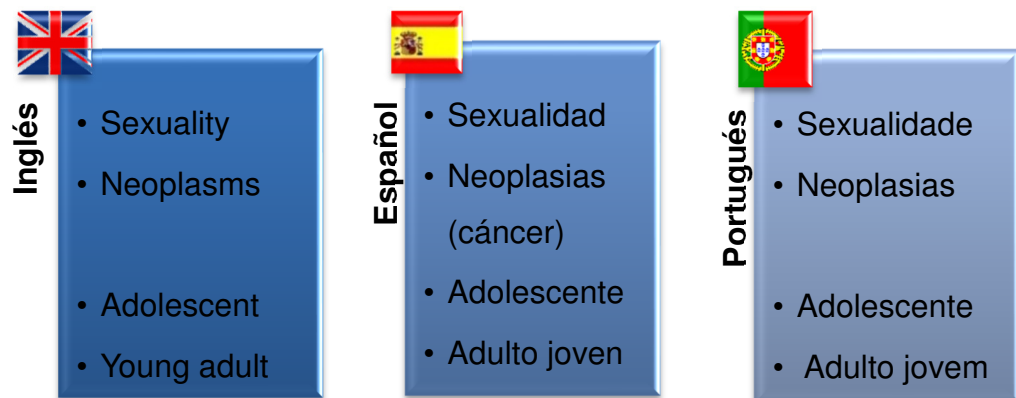 Inglés
• Sexuality
• Neoplasms
• Adolescent
• Young adult
Español
• Sexualidad
• Neoplasias
(cáncer)
• Adolescente
• Adulto joven
Portugués
• Sexualidade
• Neoplasias
• Adolescente
• Adulto jovem